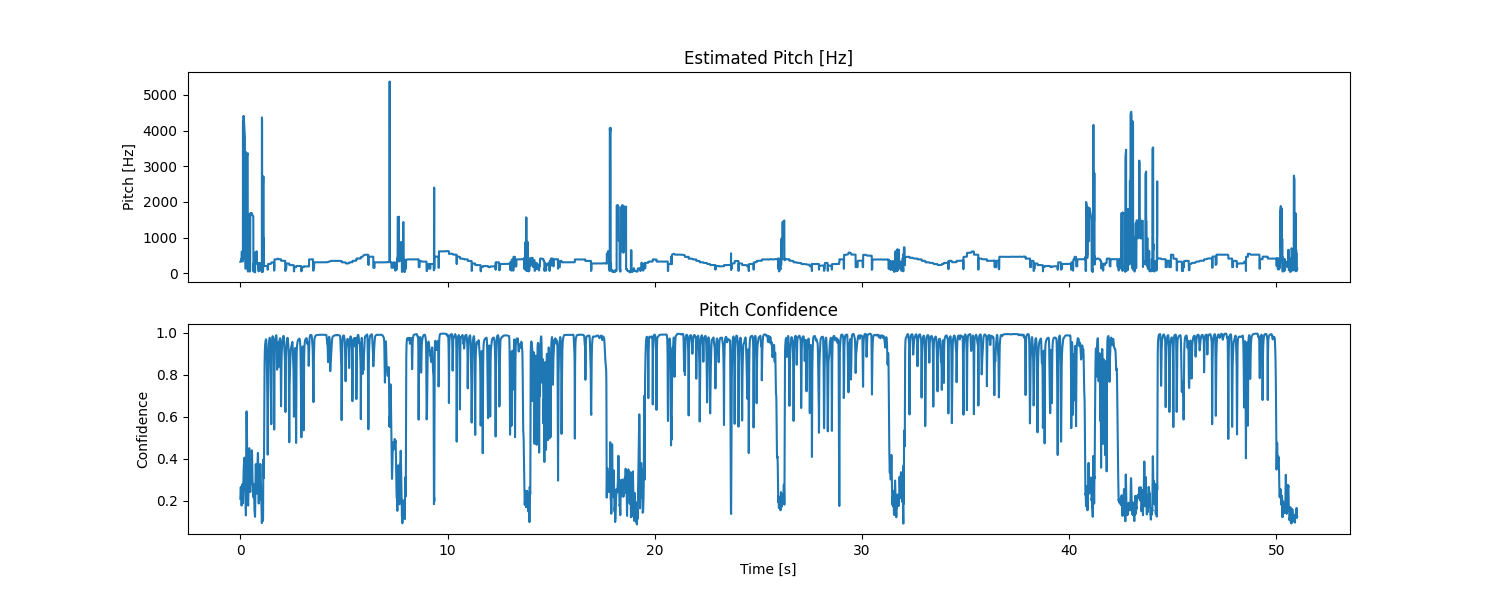 Estimated Pitch [Hz]
5000
4000
3000
2000
1000
0
Pitch [Hz]
Pitch Confidence
1.0
0.8
0.6
0.4
0.2
Confidence
0 10 20 30 40 50
Time [s]